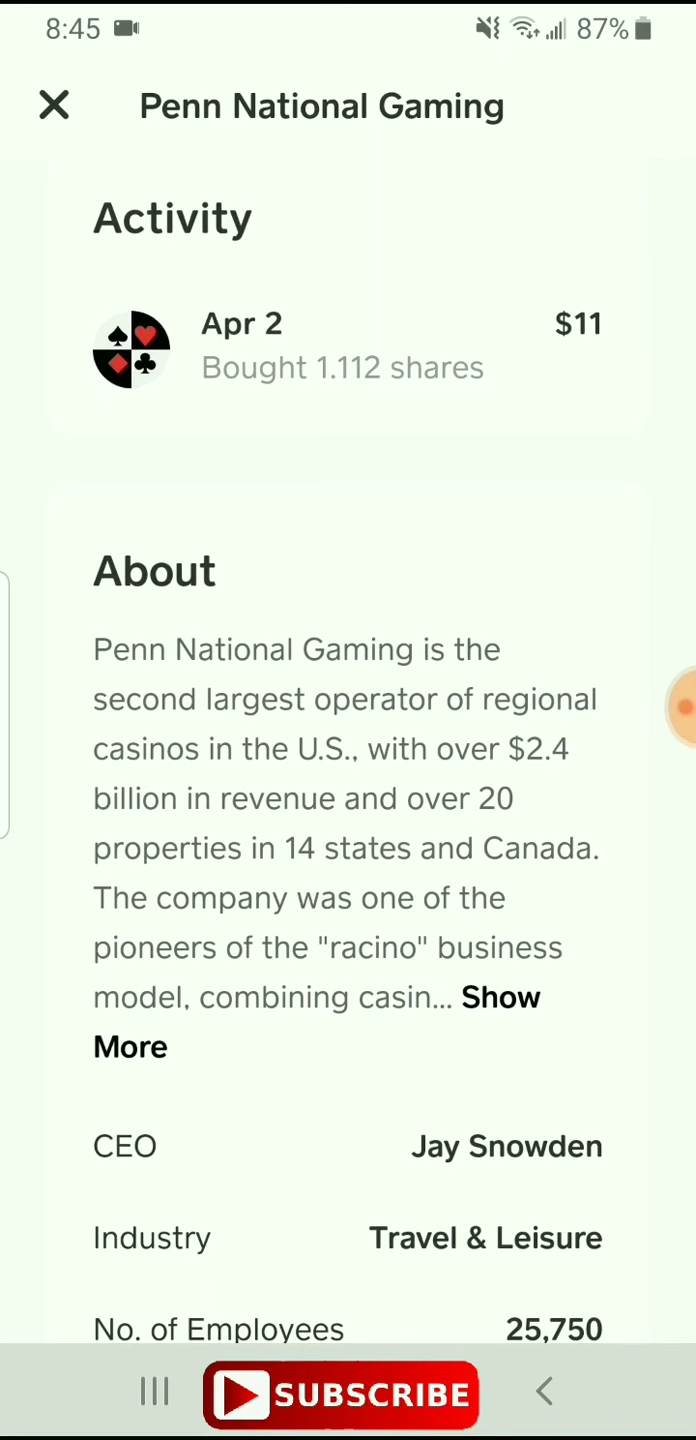 8:45
87%
Penn National Gaming
Activity
Apr 2
$11
Bought 1.112 shares
About
Penn National Gaming is the
second largest operator of regional
casinos in the U.S., with over $2.4
billion in revenue and over 20
properties in 14 states and Canada.
The company was one of the
pioneers of the "racino" business
model, combining casin... Show
More
CEO
Jay Snowden
Industry
Travel & Leisure
No. of Employees
25,750
SUBSCRIBE